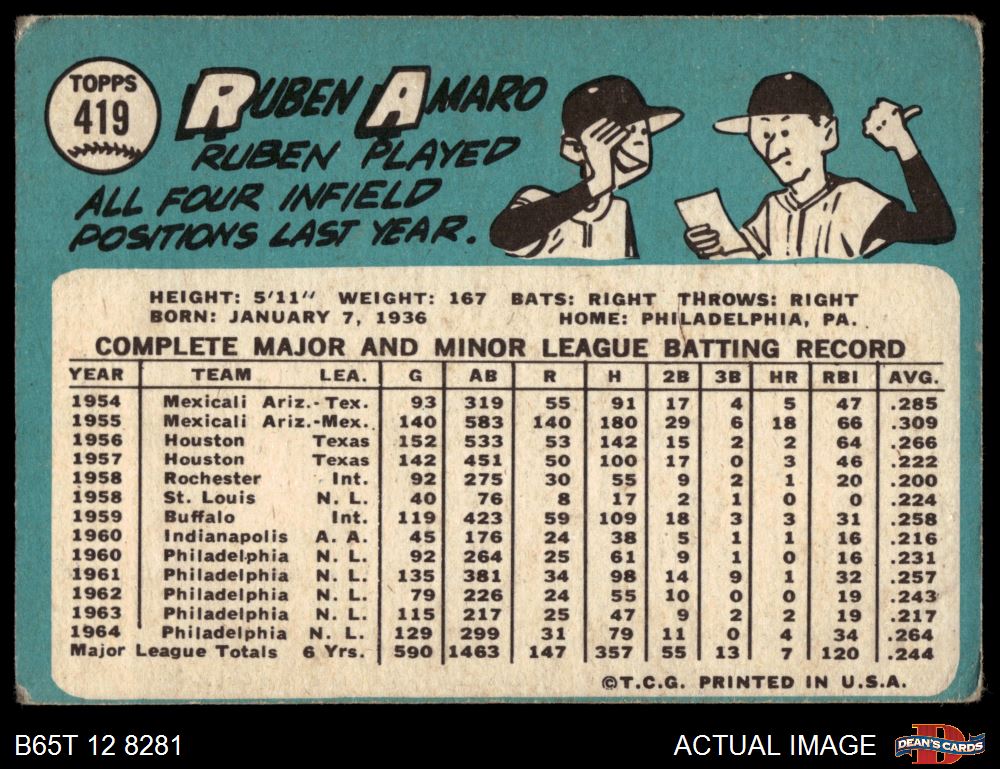 TOPPS
419
RUBEN AMARO
RUBEN PLAYED
ALL FOUR INFIELD
POSITIONS LAST YEAR.
HEIGHT: 5'11" WEIGHT: 167 BATS: RIGHT THROWS: RIGHT
BORN: JANUARY 7, 1936 HOME: PHILADELPHIA, PA.
COMPLETE MAJOR AND MINOR LEAGUE BATTING RECORD
YEAR TEAM LEA. G AB R H 2B 3B HR RBI AVG.
1954 Mexicali Ariz.-Tex. 93 319 55 91 17 4 5 47 .285
1955 Mexicali Ariz.-Mex. 140 583 140 180 29 6 18 66 .309
1956 Houston Texas 152 533 53 142 15 2 2 64 .266
1957 Houston Texas 142 451 50 100 17 0 3 46 .222
1958 Rochester Int. 92 275 30 55 9 2 1 20 .200
1958 St. Louis N. L. 40 76 8 17 2 1 0 0 .224
1959 Buffalo Int. 119 423 59 109 18 3 3 31 .258
1960 Indianapolis A. A. 45 176 24 38 5 1 1 16 .216
1960 Philadelphia N. L. 92 264 25 61 9 1 0 16 .231
1961 Philadelphia N. L. 135 381 34 98 14 9 1 32 .257
1962 Philadelphia N. L. 79 226 24 55 10 0 0 19 .243
1963 Philadelphia N. L. 115 217 25 47 9 2 2 19 .217
1964 Philadelphia N. L. 129 299 31 79 11 0 4 34 .264
Major League Totals 6 Yrs. 590 1463 147 357 55 13 7 120 .244
©T.C.G. PRINTED IN U.S.A.
B65T 12 8281
ACTUAL IMAGE
DEAN'S CARDS